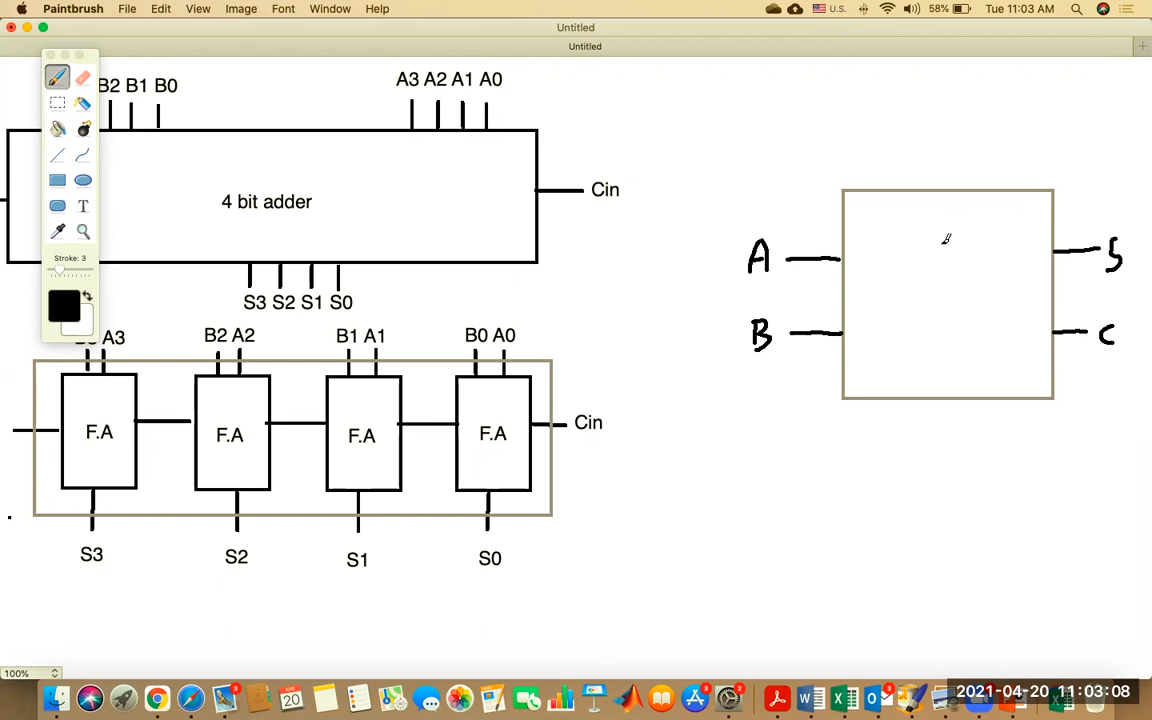 Paintbrush File Edit View Image Font Window Help U.S. 58% Tue 11:03 AM
Untitled
Untitled
B2 B1 B0
A3 A2 A1 A0
4 bit adder
Cin
Stroke: 3
S3 S2 S1 S0
A3
B2 A2
B1 A1
B0 A0
F.A
F.A
F.A
F.A
Cin
S3
S2
S1
S0
A
B
S
C
100%
APR 20
2021-04-20 11:03:08